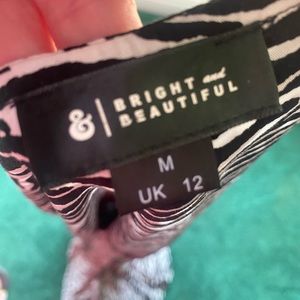 & | BRIGHT and
BEAUTIFUL
M
UK 12